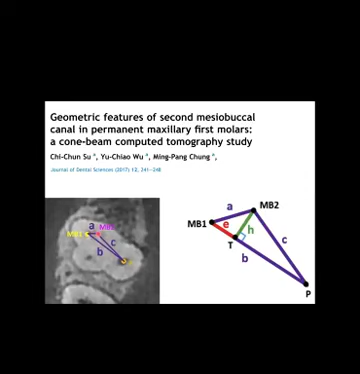 Geometric features of second mesiobuccal
canal in permanent maxillary first molars:
a cone-beam computed tomography study
Chi-Chun Su a, Yu-Chiao Wu a, Ming-Pang Chung a,
Journal of Dental Sciences (2017) 12, 241-248
a
MB1
MB2
c
b
a
MB2
MB1
e
h
T
c
b
P